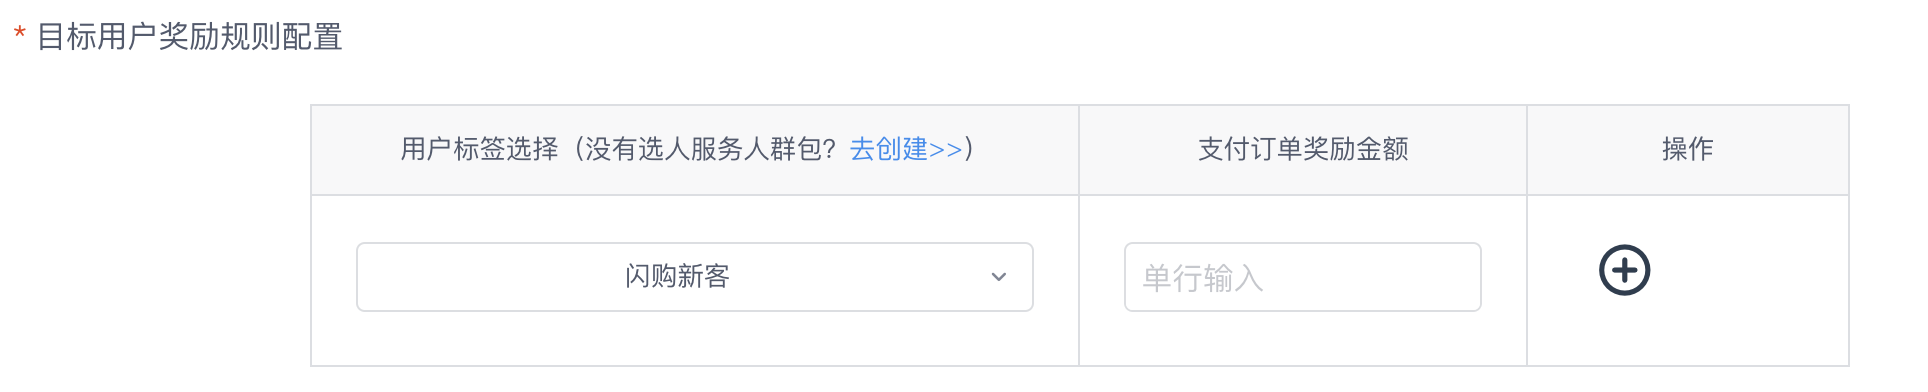 * 目标用户奖励规则配置
用户标签选择（没有选人服务人群包？去创建>>） 支付订单奖励金额 操作
闪购新客 单行输入